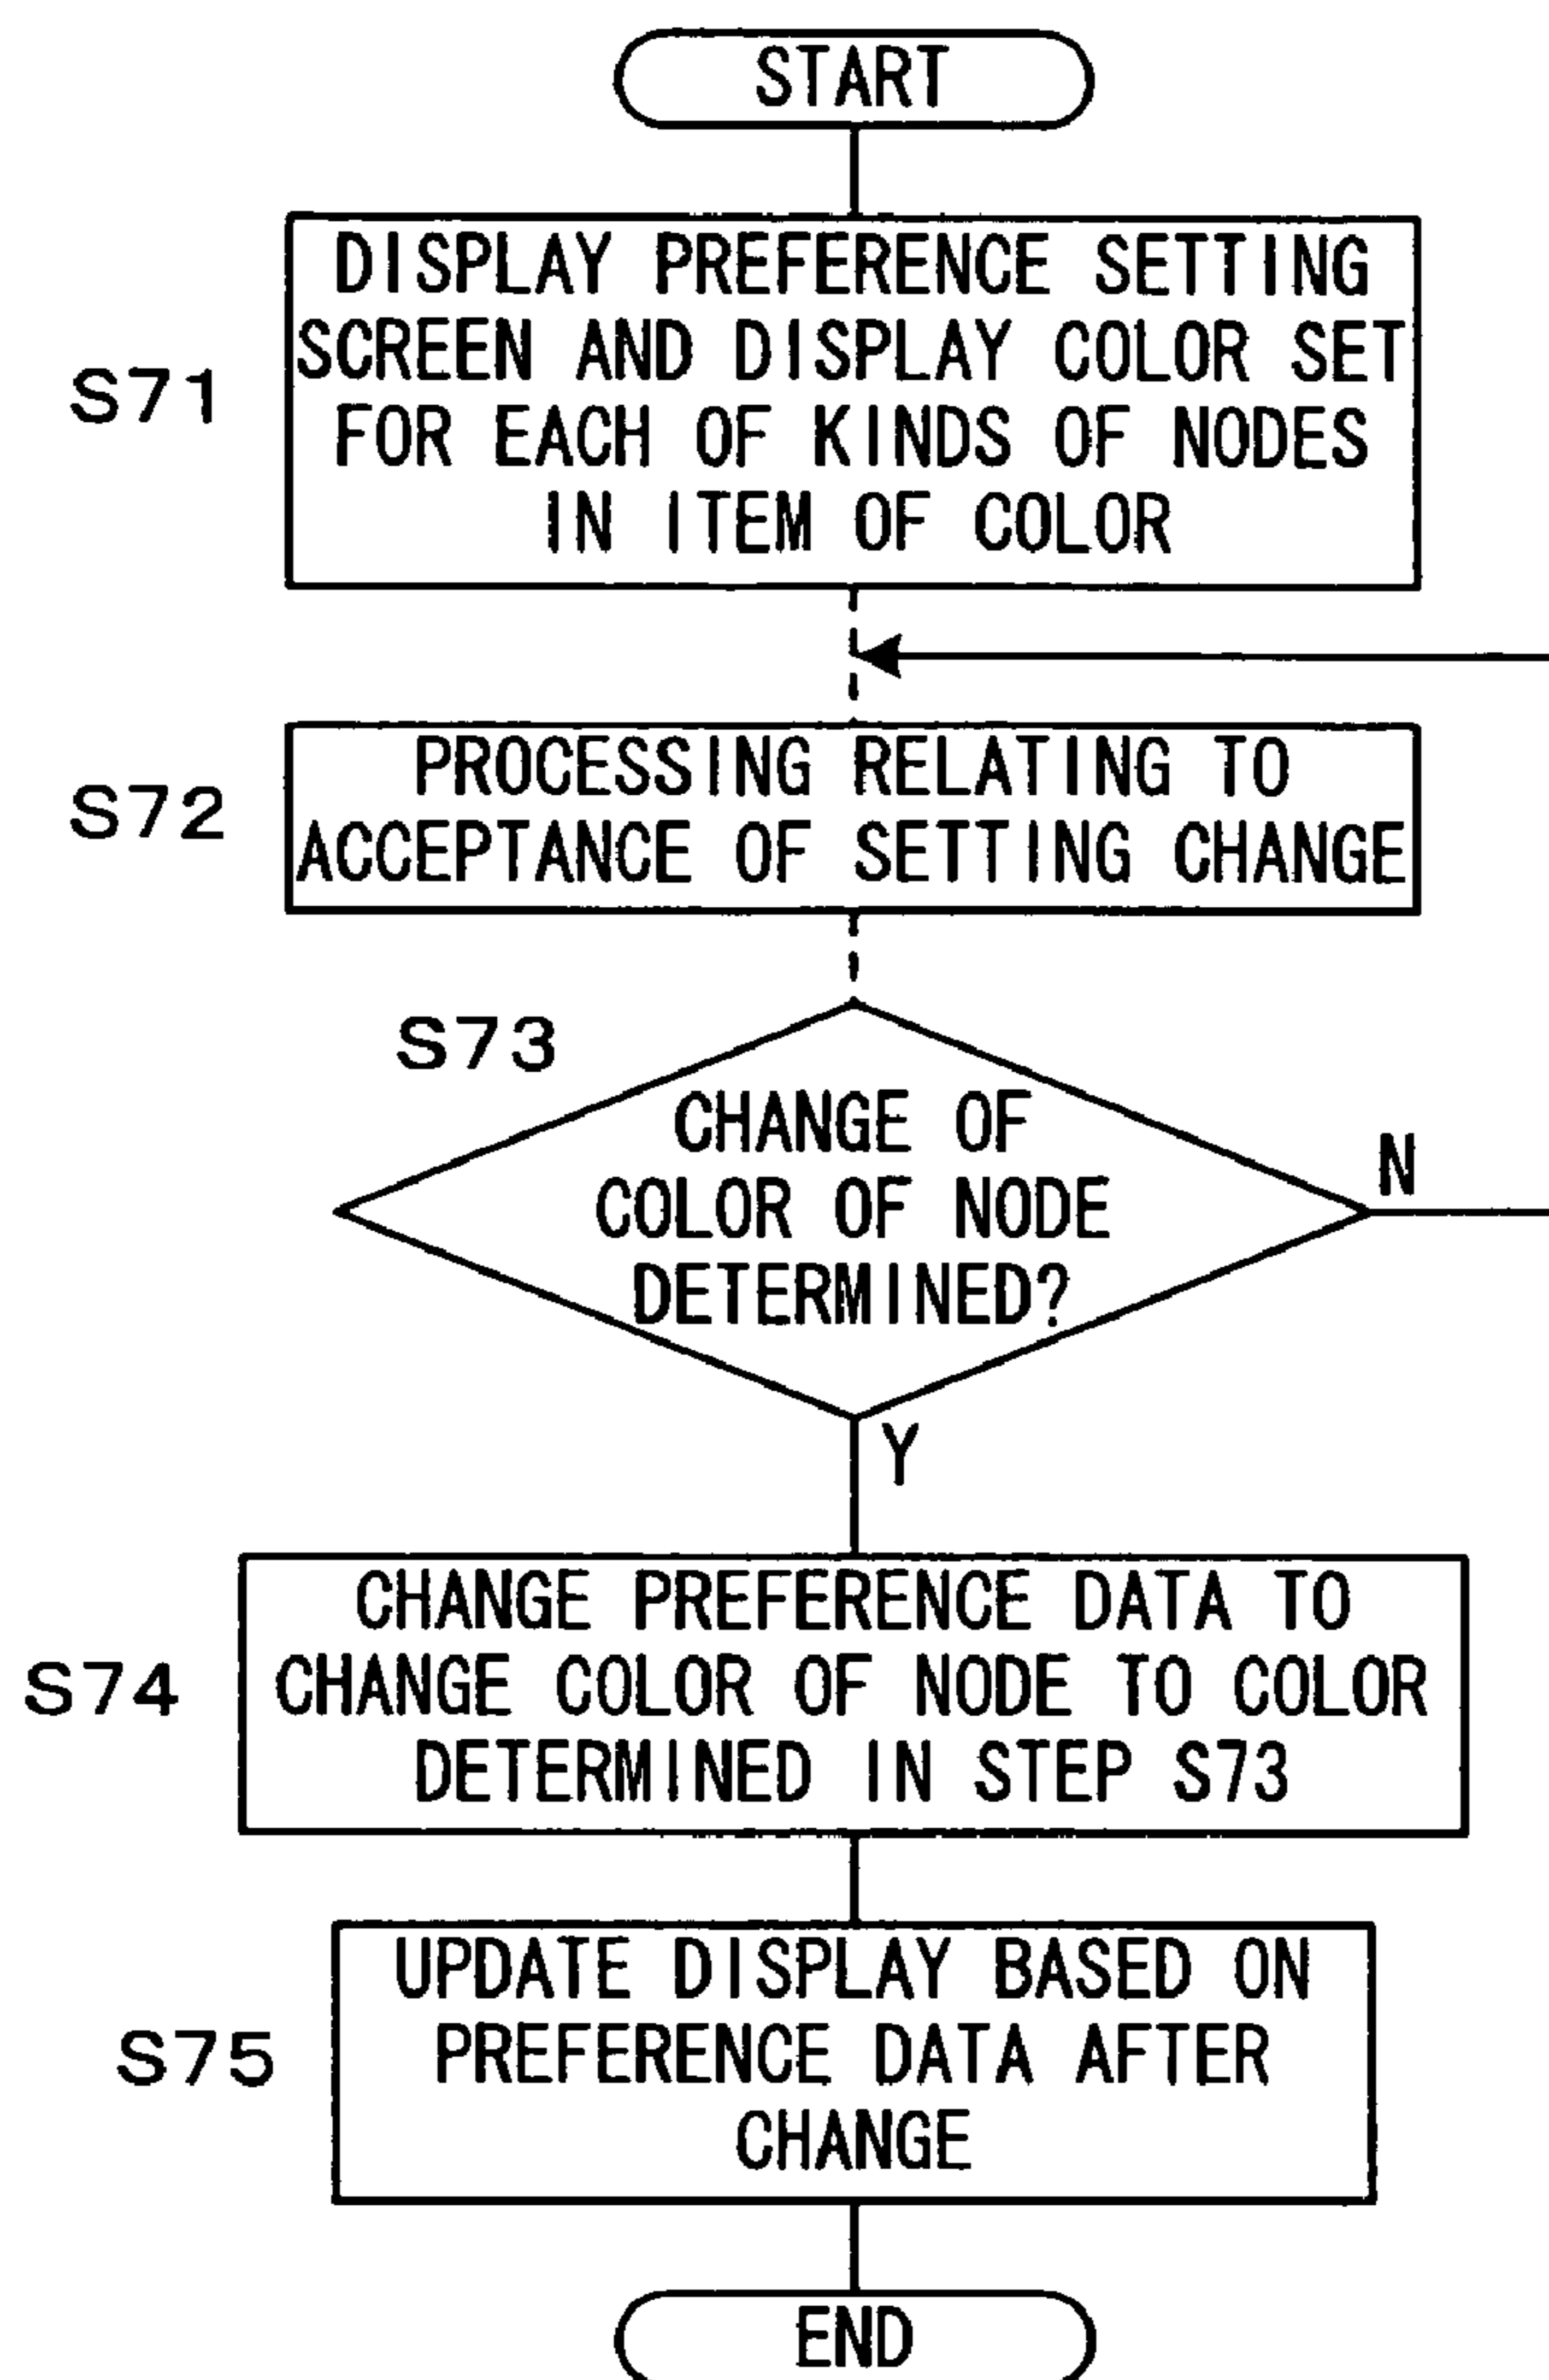 START
DISPLAY PREFERENCE SETTING
SCREEN AND DISPLAY COLOR SET
FOR EACH OF KINDS OF NODES
IN ITEM OF COLOR
S71
PROCESSING RELATING TO
ACCEPTANCE OF SETTING CHANGE
S72
S73
CHANGE OF
COLOR OF NODE
DETERMINED?
N
Y
CHANGE PREFERENCE DATA TO
CHANGE COLOR OF NODE TO COLOR
DETERMINED IN STEP S73
S74
UPDATE DISPLAY BASED ON
PREFERENCE DATA AFTER
CHANGE
S75
END